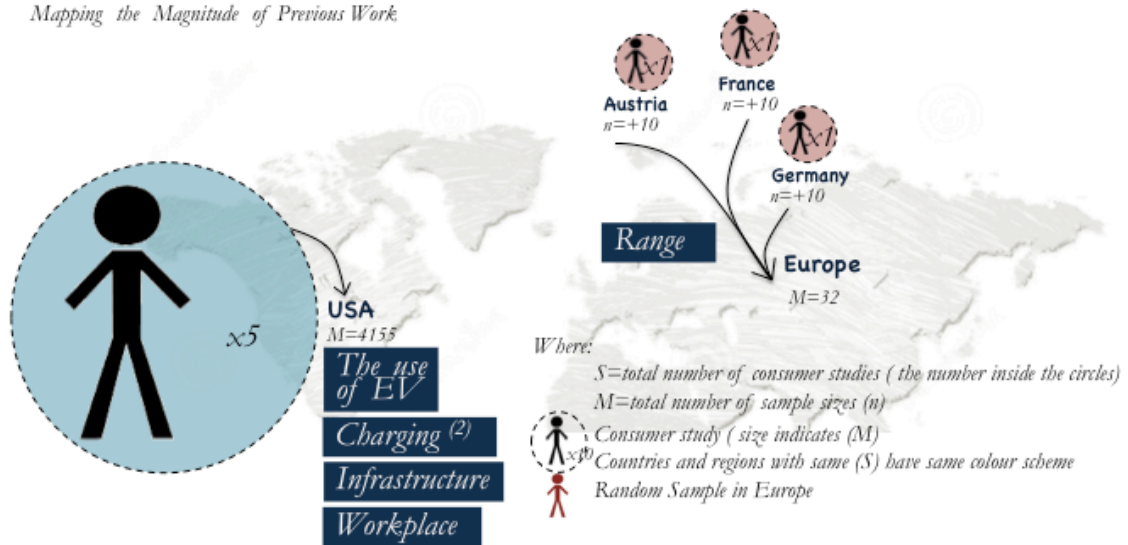 Mapping the Magnitude of Previous Work
x1
France
n=+10
x1
Austria
n=+10
x1
Germany
n=+10
Range
Europe
M=32
x5
USA
M=4155
The use
of EV
Charging (2)
Infrastructure
Workplace
Where:
S=total number of consumer studies ( the number inside the circles)
M=total number of sample sizes (n)
Consumer study ( size indicates (M)
x10
Countries and regions with same (S) have same colour scheme
Random Sample in Europe